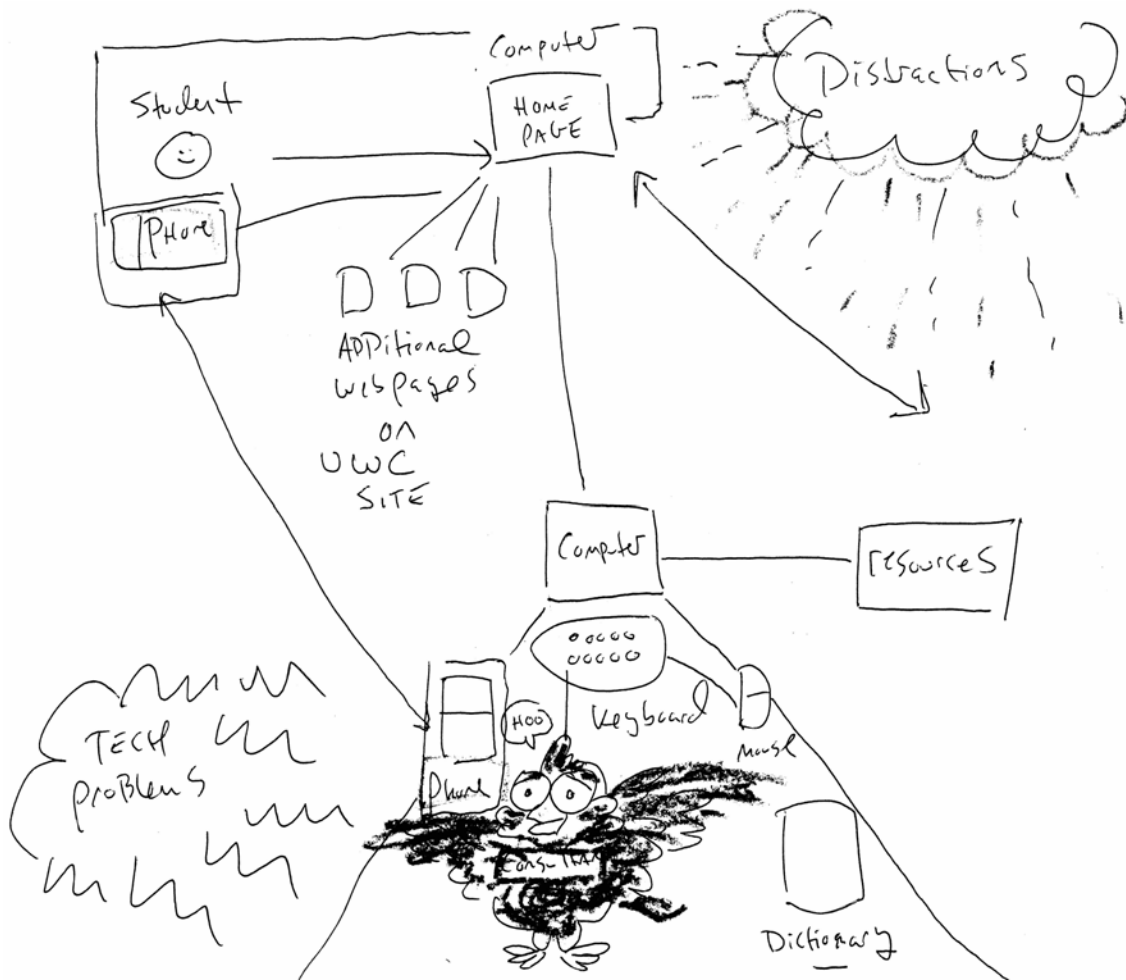 Computer
Distractions
Student
HOME
PAGE
PHONE
ADDitional
webpages
on
UWC
SITE
Computer
resources
HOO
Keyboard
Mouse
TECH
problems
Phone
Consultant
Dictionary